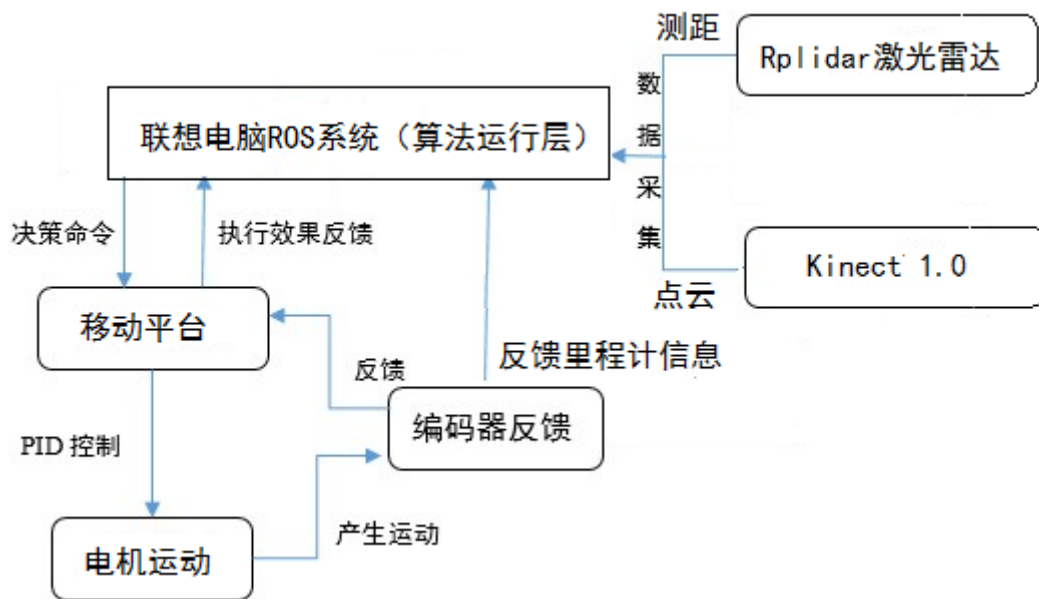 测距
Rplidar激光雷达
数据采集
联想电脑ROS系统（算法运行层）
决策命令
执行效果反馈
Kinect 1.0
点云
移动平台
反馈里程计信息
反馈
编码器反馈
PID 控制
产生运动
电机运动